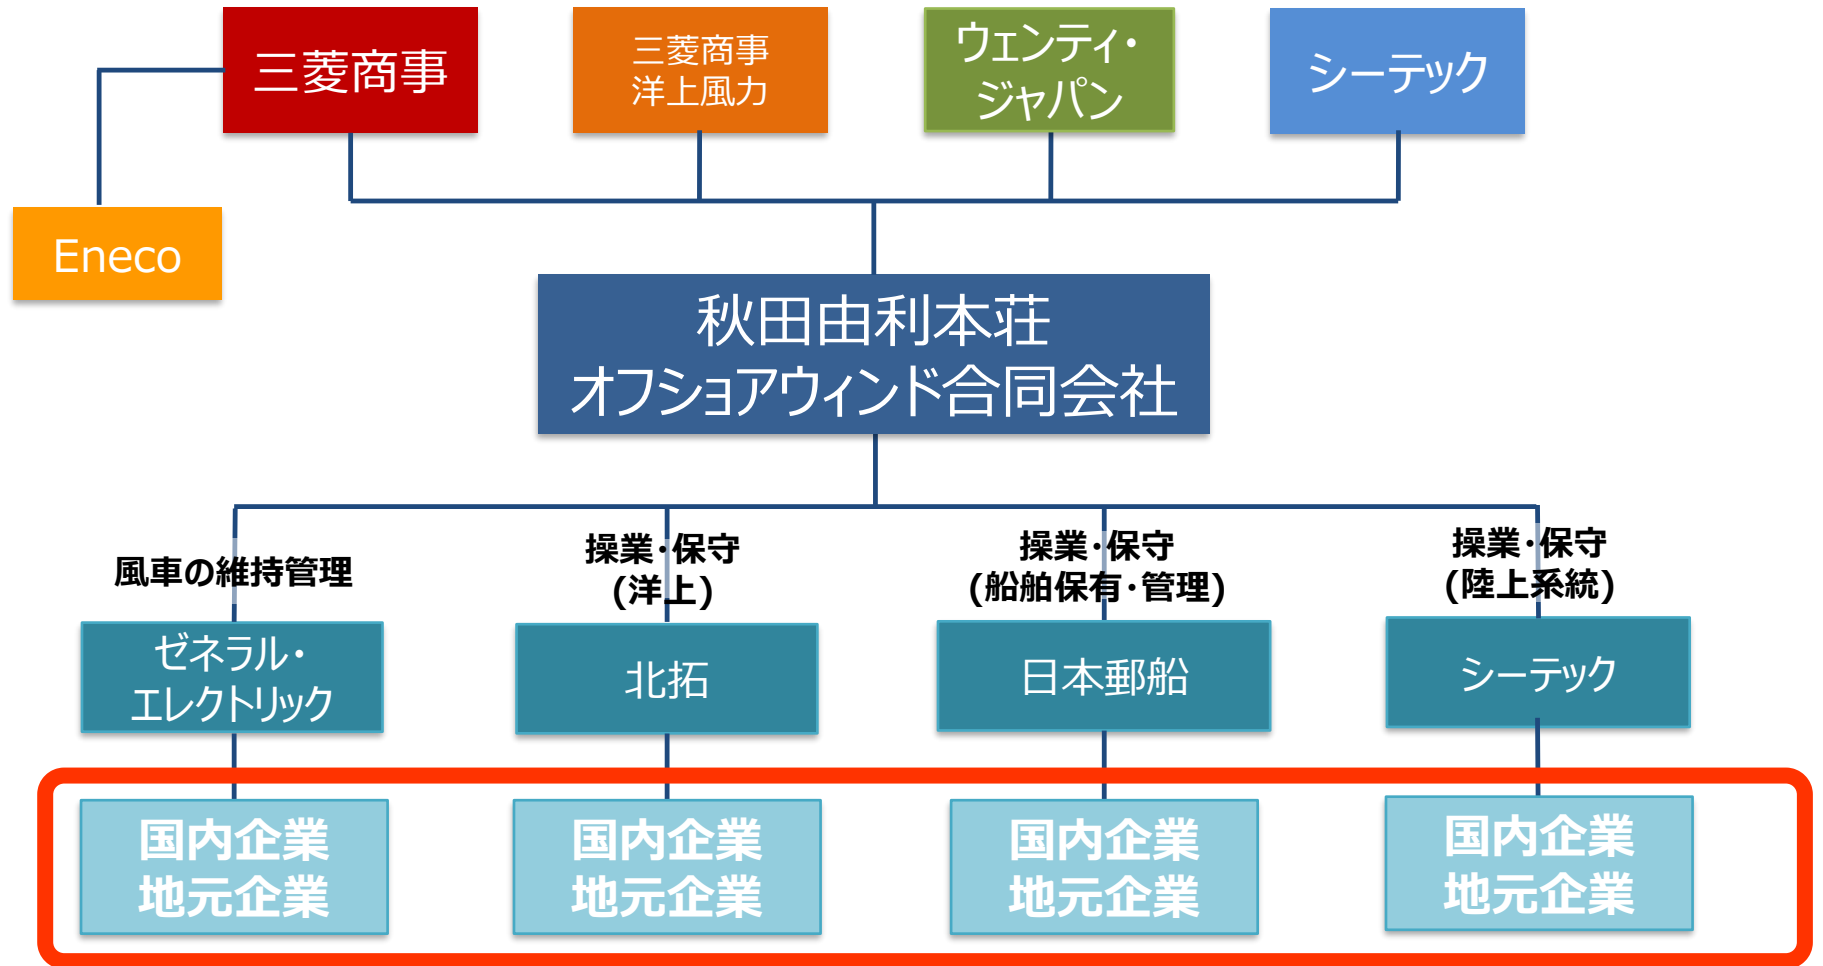 三菱商事
三菱商事
洋上風力
ウェンティ・
ジャパン
シーテック
Eneco
秋田由利本荘
オフショアウィンド合同会社
風車の維持管理
操業・保守
(洋上)
操業・保守
(船舶保有・管理)
操業・保守
(陸上系統)
ゼネラル・
エレクトリック
北拓
日本郵船
シーテック
国内企業
地元企業
国内企業
地元企業
国内企業
地元企業
国内企業
地元企業